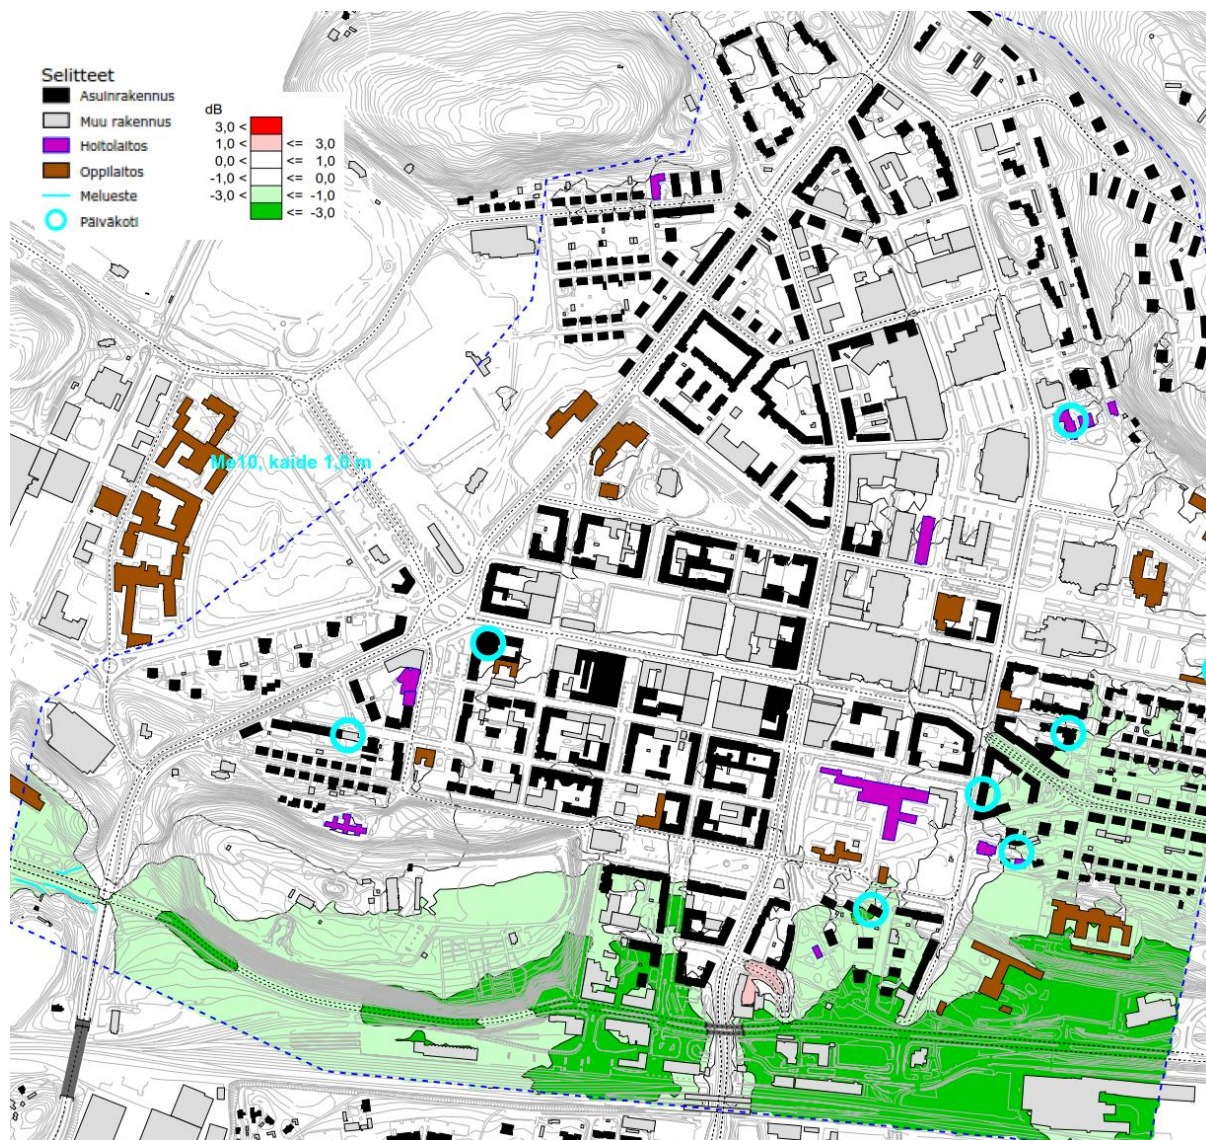 Selitteet
Asuinrakennus
Muu rakennus
Hoitolaitos
Oppilaitos
Melueste
Päiväkoti
dB
3,0 <
1,0 < <= 3,0
0,0 < <= 1,0
-1,0 < <= 0,0
-3,0 < <= -1,0
<= -3,0
Me10, kaide 1,0 m